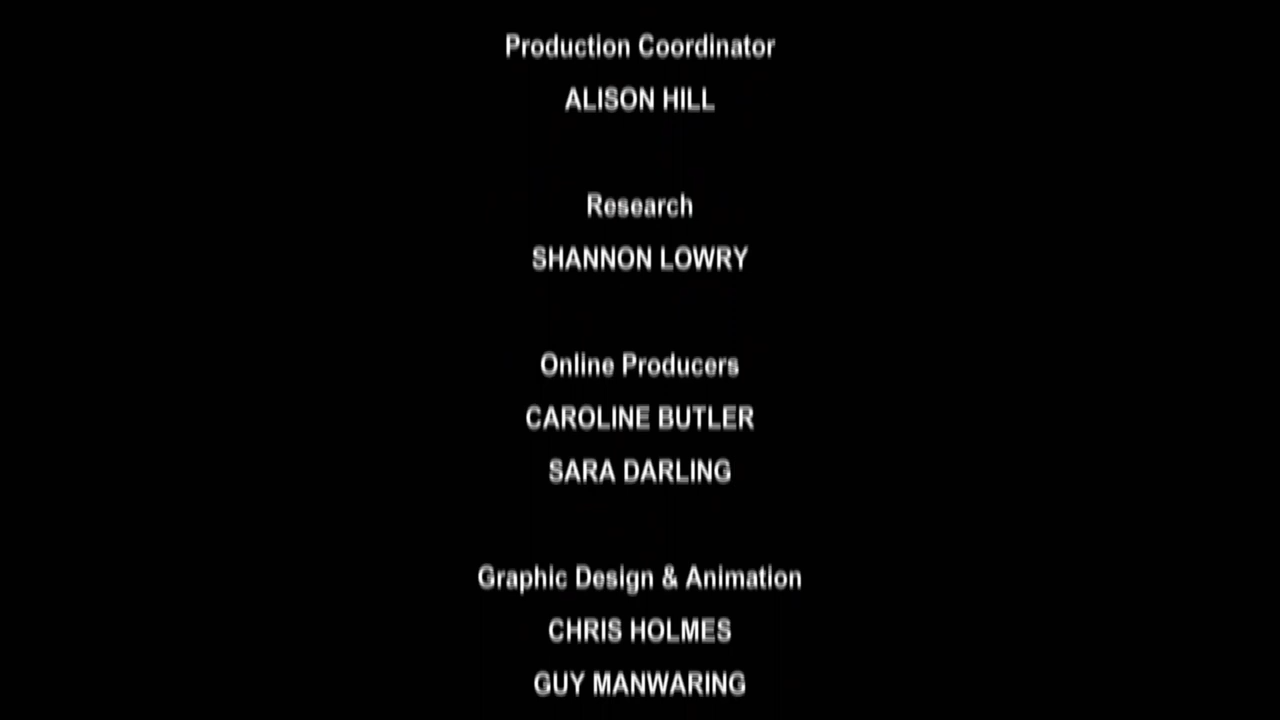 Production Coordinator
ALISON HILL
Research
SHANNON LOWRY
Online Producers
CAROLINE BUTLER
SARA DARLING
Graphic Design & Animation
CHRIS HOLMES
GUY MANWARING